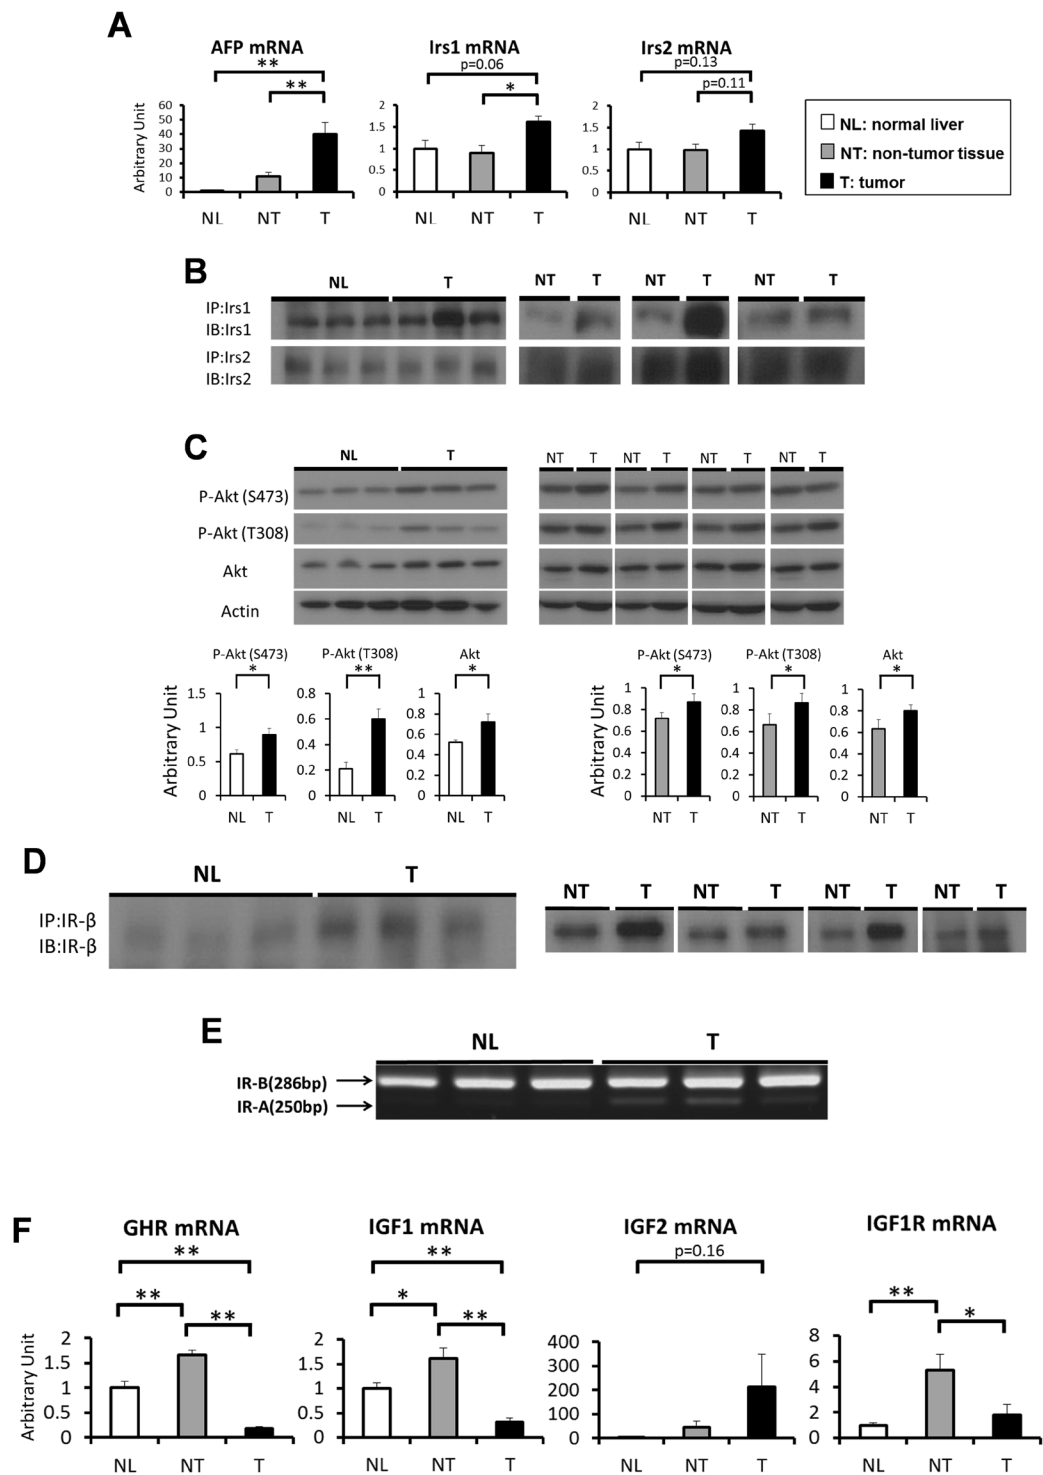 A
AFP mRNA
**
**
Arbitrary Unit
60
50
40
30
20
10
0
NL NT T
Irs1 mRNA
p=0.06
*
2
1.5
1
0.5
0
NL NT T
Irs2 mRNA
p=0.13
p=0.11
2
1.5
1
0.5
0
NL NT T
NL: normal liver
NT: non-tumor tissue
T: tumor
B
NL T NT T NT T NT T
IP:Irs1
IB:Irs1
IP:Irs2
IB:Irs2
C
NL T NT T NT T NT T NT T
P-Akt (S473)
P-Akt (T308)
Akt
Actin
P-Akt (S473)
*
Arbitrary Unit
1.5
1
0.5
0
NL T
P-Akt (T308)
**
0.8
0.6
0.4
0.2
0
NL T
Akt
*
1
0.8
0.6
0.4
0.2
0
NL T
P-Akt (S473)
*
Arbitrary Unit
1
0.8
0.6
0.4
0.2
0
NT T
P-Akt (T308)
*
1
0.8
0.6
0.4
0.2
0
NT T
Akt
*
1
0.8
0.6
0.4
0.2
0
NT T
D
NL T NT T NT T NT T NT T
IP:IR-β
IB:IR-β
E
NL T
IR-B(286bp)
IR-A(250bp)
F
GHR mRNA
**
**
**
Arbitrary Unit
2
1.5
1
0.5
0
NL NT T
IGF1 mRNA
**
*
**
2
1.5
1
0.5
0
NL NT T
IGF2 mRNA
p=0.16
400
300
200
100
0
NL NT T
IGF1R mRNA
**
*
8
6
4
2
0
NL NT T